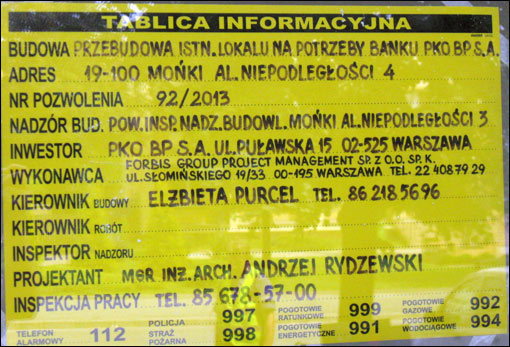 TABLICA INFORMACYJNA
BUDOWA PRZEBUDOWA ISTN. LOKALU NA POTRZEBY BANKU PKO BP S.A.
ADRES 19-100 MOŃKI AL. NIEPODLEGŁOŚCI 4
NR POZWOLENIA 92/2013
NADZÓR BUD. POW. INSP. NADZ. BUDOWL. MOŃKI AL. NIEPODLEGŁOŚCI 3
INWESTOR PKO BP S.A. UL. PUŁAWSKA 15 02-525 WARSZAWA
FORBIS GROUP PROJECT MANAGEMENT SP. Z O.O. SP. K.
WYKONAWCA UL. SŁOMIŃSKIEGO 19/33 00-195 WARSZAWA TEL. 22 40 879 29
KIEROWNIK BUDOWY ELZBIETA PURCEL TEL. 86 218 56 96
KIEROWNIK ROBÓT
INSPEKTOR NADZORU
PROJEKTANT MGR INŻ. ARCH. ANDRZEJ RYDZEWSKI
INSPEKCJA PRACY TEL. 85 678-57-00
TELEFON ALARMOWY 112 POLICJA 997 POGOTOWIE RATUNKOWE 999 POGOTOWIE GAZOWE 992
STRAŻ POŻARNA 998 POGOTOWIE ENERGETYCZNE 991 POGOTOWIE WODOCIĄGOWE 994